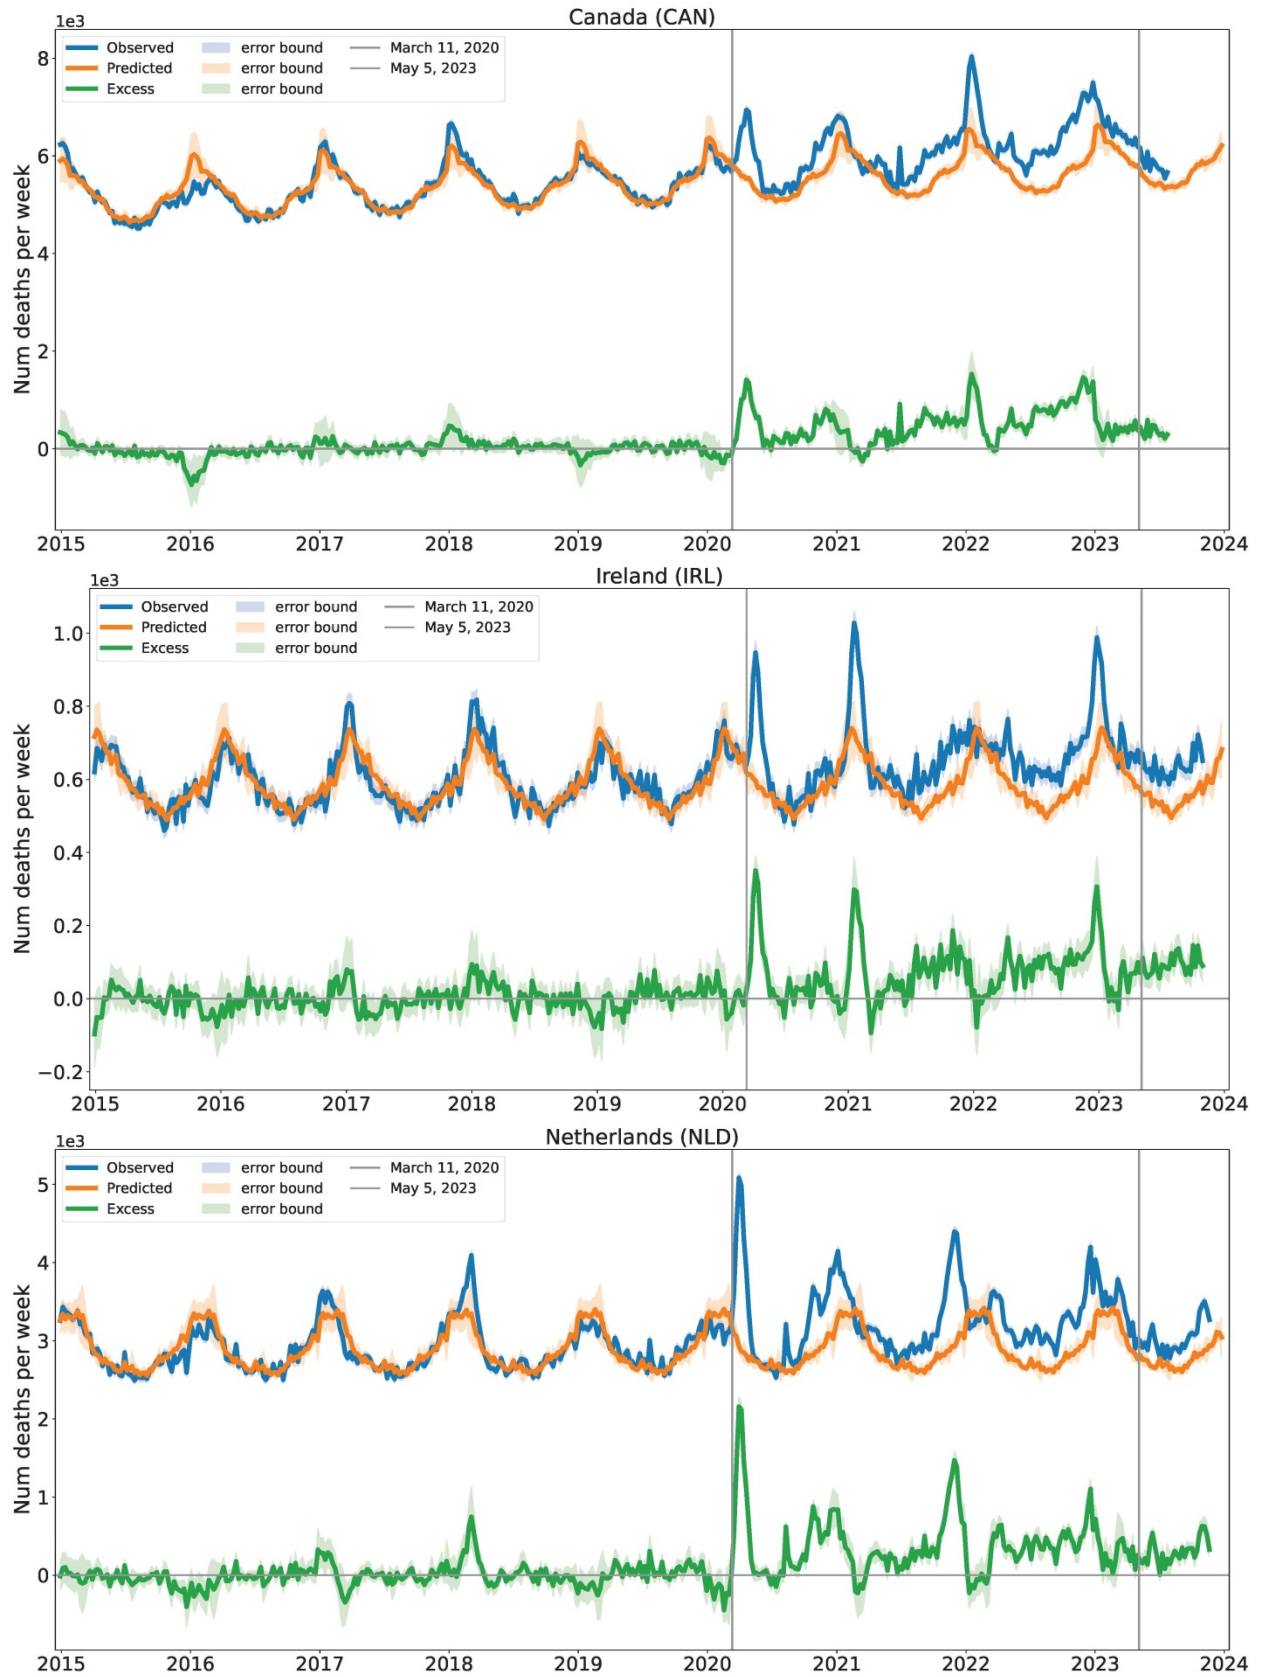 Canada (CAN)
1e3
Observed error bound March 11, 2020
Predicted error bound May 5, 2023
Excess error bound
Num deaths per week
8
6
4
2
0
2015 2016 2017 2018 2019 2020 2021 2022 2023 2024
Ireland (IRL)
1e3
Observed error bound March 11, 2020
Predicted error bound May 5, 2023
Excess error bound
Num deaths per week
1.0
0.8
0.6
0.4
0.2
0.0
−0.2
2015 2016 2017 2018 2019 2020 2021 2022 2023 2024
Netherlands (NLD)
1e3
Observed error bound March 11, 2020
Predicted error bound May 5, 2023
Excess error bound
Num deaths per week
5
4
3
2
1
0
2015 2016 2017 2018 2019 2020 2021 2022 2023 2024